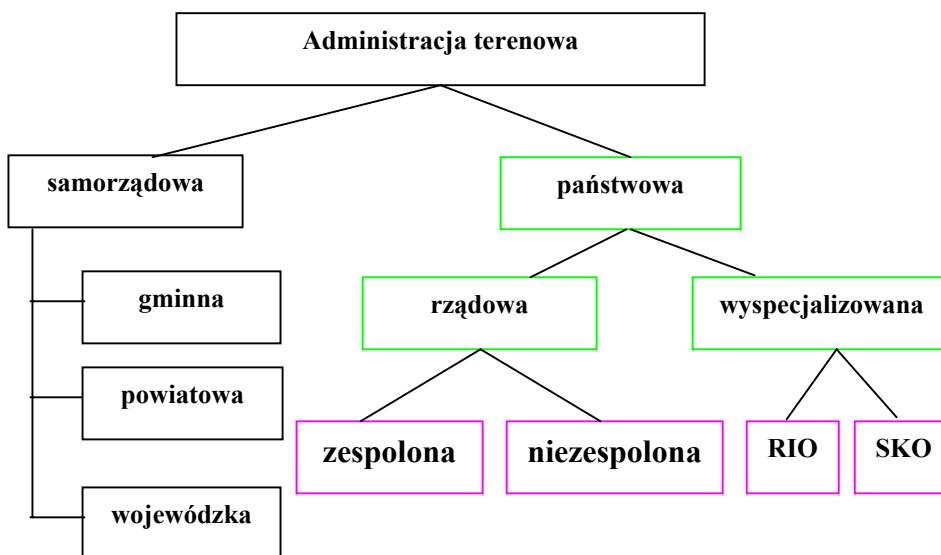 Administracja terenowa
samorządowa
państwowa
gminna
rządowa
wyspecjalizowana
powiatowa
zespolona
niezespolona
RIO
SKO
wojewódzka